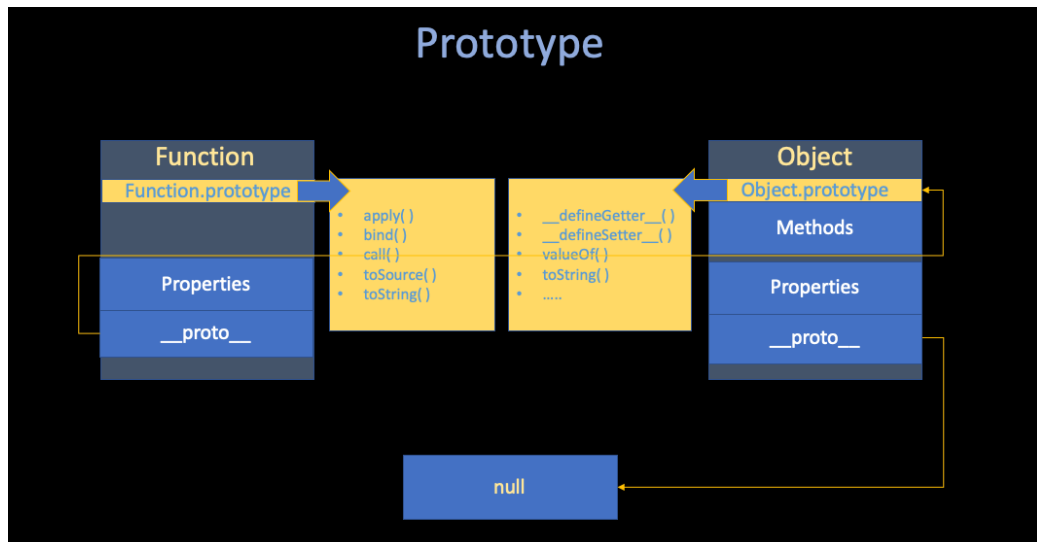 Prototype
Function
Function.prototype
Properties
__proto__
• apply( )
• bind( )
• call( )
• toSource( )
• toString( )
• __defineGetter__( )
• __defineSetter__( )
• valueOf( )
• toString( )
• .....
Object
Object.prototype
Methods
Properties
__proto__
null